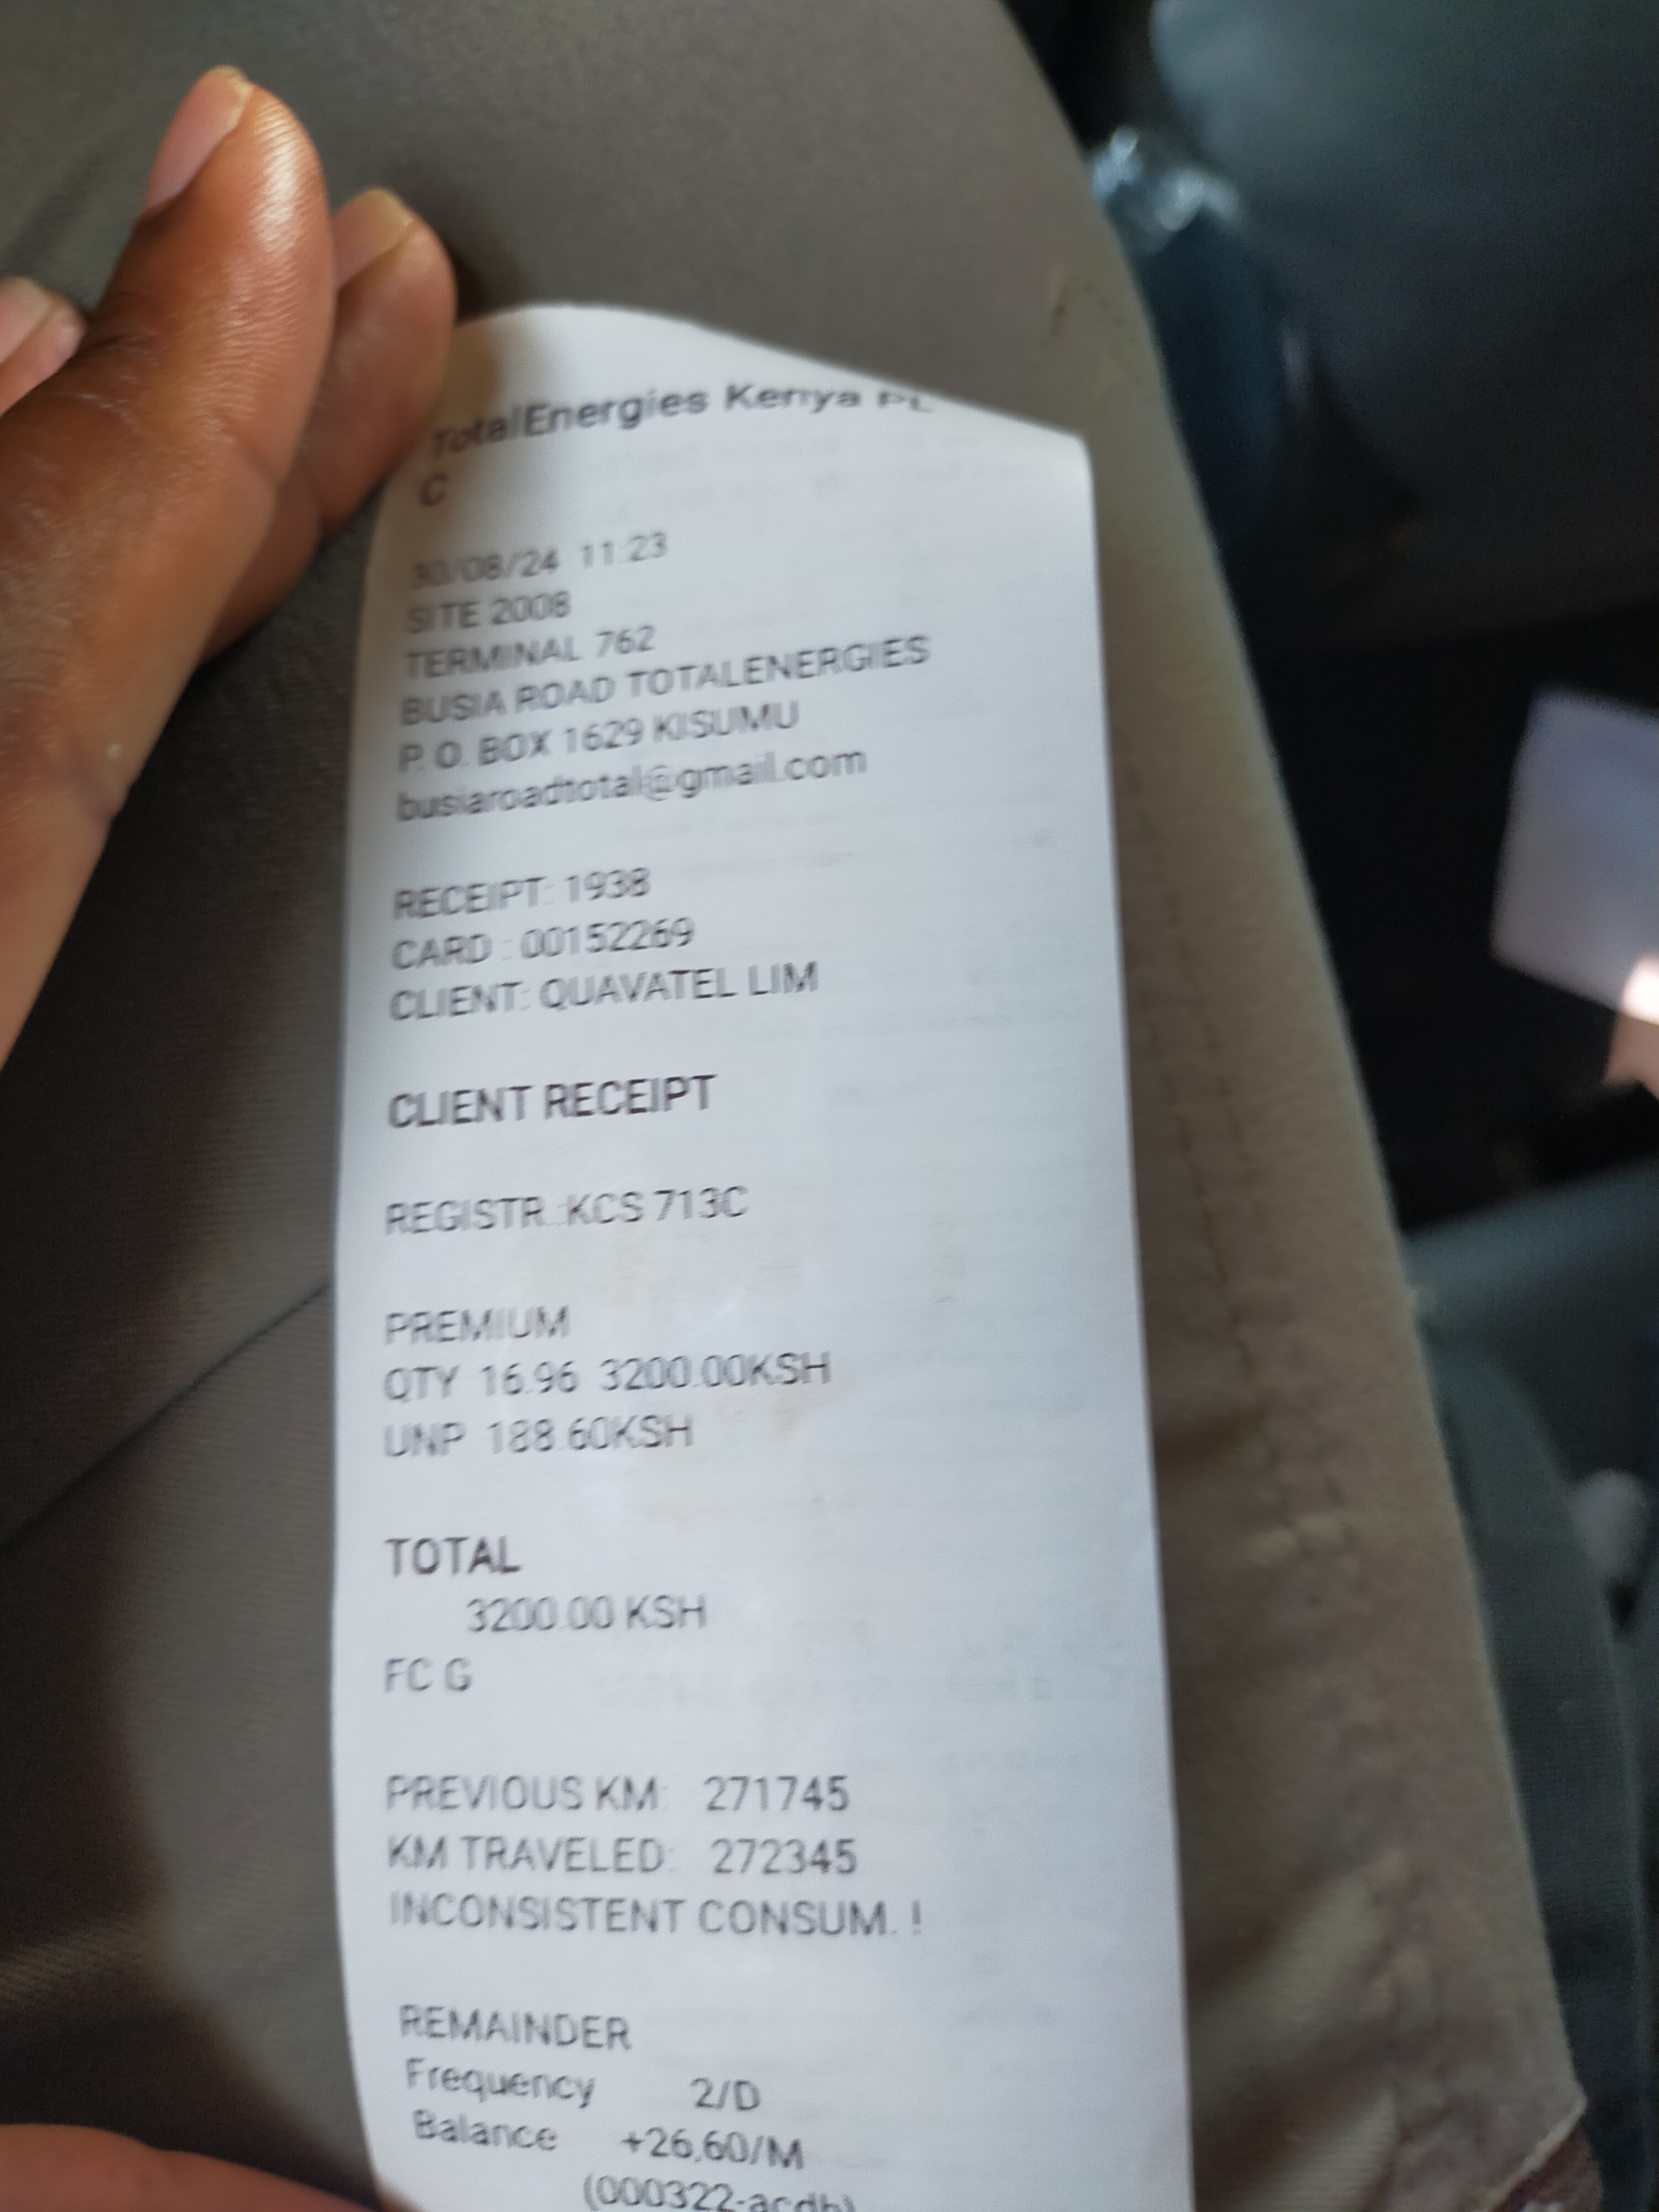 TotalEnergies Kenya PL
C
30/08/24 11:23
SITE 2008
TERMINAL 762
BUSIA ROAD TOTALENERGIES
P. O. BOX 1629 KISUMU
busiaroadtotal@gmail.com
RECEIPT: 1938
CARD : 00152269
CLIENT: QUAVATEL LIM
CLIENT RECEIPT
REGISTR.:KCS 713C
PREMIUM
QTY 16.96 3200.00KSH
UNP 188.60KSH
TOTAL
3200.00 KSH
FC G
PREVIOUS KM: 271745
KM TRAVELED: 272345
INCONSISTENT CONSUM. !
REMAINDER
Frequency 2/D
Balance +26,60/M
(000322-acdb)